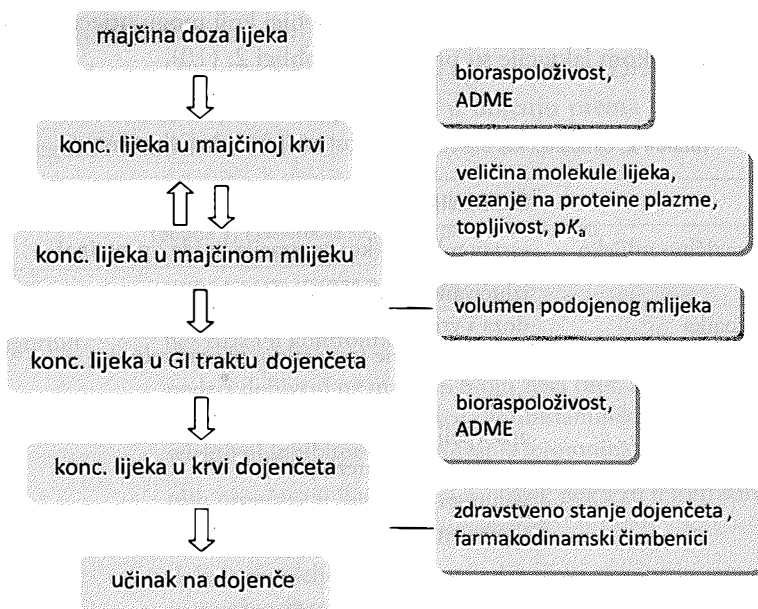 majčina doza lijeka
bioraspoloživost,
ADME
konc. lijeka u majčinoj krvi
veličina molekule lijeka,
vezanje na proteine plazme,
topljivost, pKa
konc. lijeka u majčinom mlijeku
volumen podojenog mlijeka
konc. lijeka u GI traktu dojenčeta
bioraspoloživost,
ADME
konc. lijeka u krvi dojenčeta
zdravstveno stanje dojenčeta ,
farmakodinamski čimbenici
učinak na dojenče